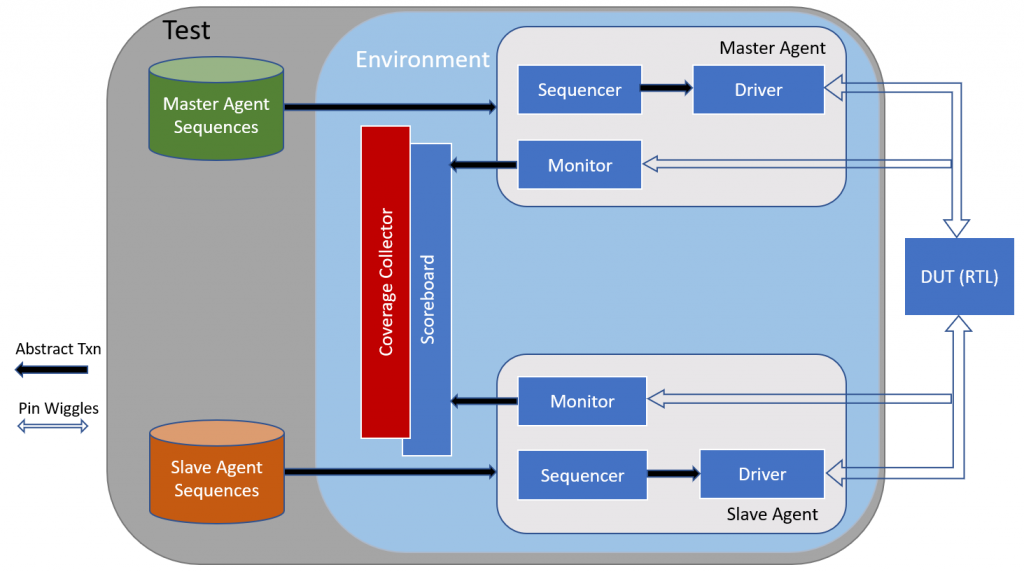 Test
Environment
Master Agent
Sequences
Master Agent
Sequencer
Driver
Monitor
Coverage Collector
Scoreboard
DUT (RTL)
Abstract Txn
Pin Wiggles
Monitor
Slave Agent
Sequences
Sequencer
Driver
Slave Agent